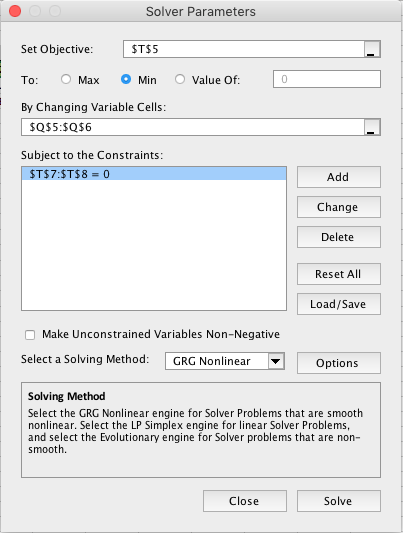 Solver Parameters
Set Objective: $T$5
To: Max Min Value Of: 0
By Changing Variable Cells:
$Q$5:$Q$6
Subject to the Constraints:
$T$7:$T$8 = 0
Add
Change
Delete
Reset All
Load/Save
Make Unconstrained Variables Non-Negative
Select a Solving Method: GRG Nonlinear Options
Solving Method
Select the GRG Nonlinear engine for Solver Problems that are smooth
nonlinear. Select the LP Simplex engine for linear Solver Problems,
and select the Evolutionary engine for Solver problems that are non-
smooth.
Close Solve